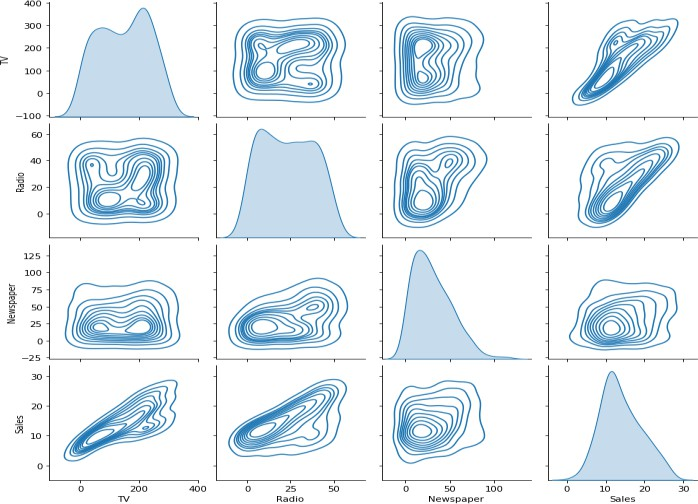 400
300
200
100
0
−100
TV
60
40
20
0
Radio
125
100
75
50
25
0
−25
Newspaper
30
20
10
0
Sales
0 200 400
TV
0 25 50
Radio
0 50 100
Newspaper
0 10 20 30
Sales